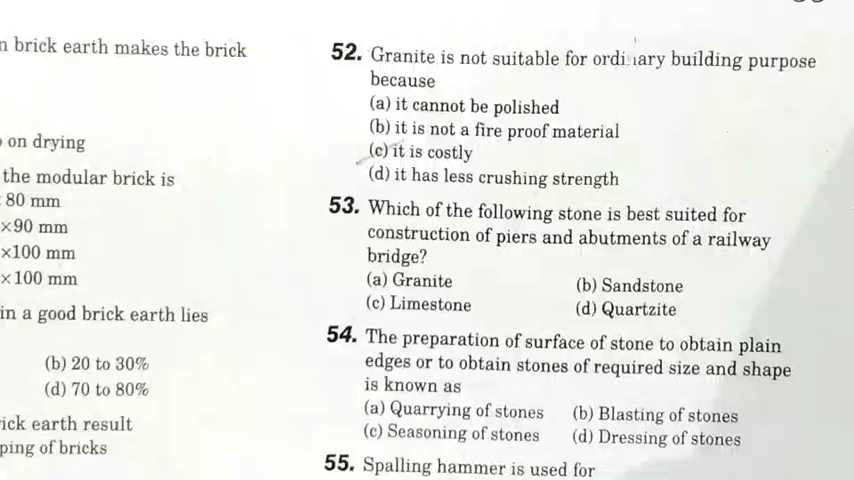 n brick earth makes the brick
on drying
the modular brick is
80 mm
×90 mm
×100 mm
×100 mm
in a good brick earth lies
(b) 20 to 30%
(d) 70 to 80%
ick earth result
ping of bricks
52. Granite is not suitable for ordinary building purpose
because
(a) it cannot be polished
(b) it is not a fire proof material
(c) it is costly
(d) it has less crushing strength
53. Which of the following stone is best suited for
construction of piers and abutments of a railway
bridge?
(a) Granite (b) Sandstone
(c) Limestone (d) Quartzite
54. The preparation of surface of stone to obtain plain
edges or to obtain stones of required size and shape
is known as
(a) Quarrying of stones (b) Blasting of stones
(c) Seasoning of stones (d) Dressing of stones
55. Spalling hammer is used for